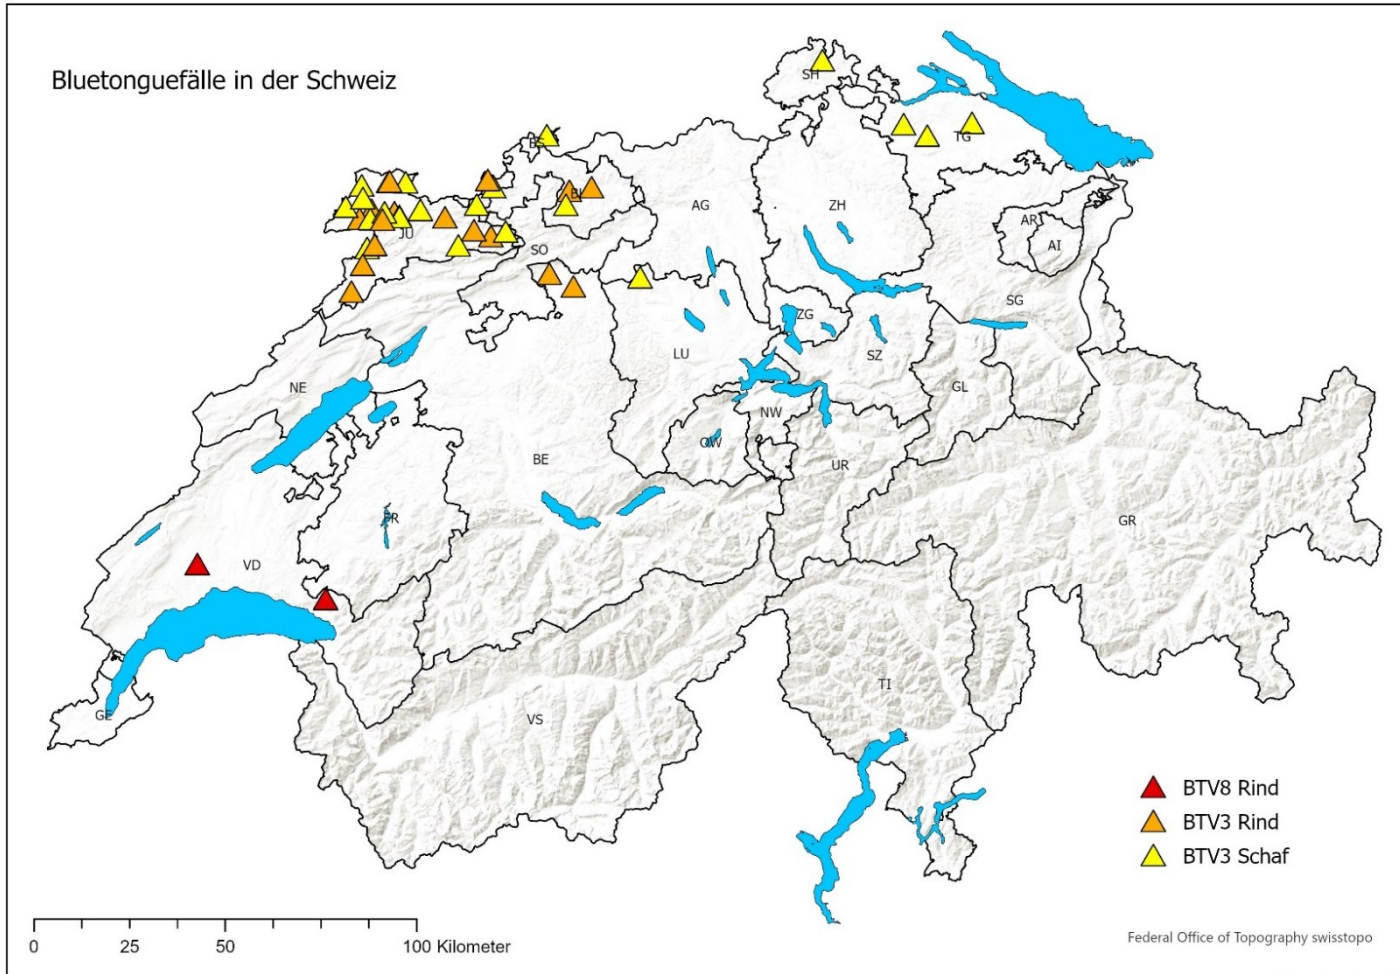 Bluetonguefälle in der Schweiz
SH
BS
TG
BL
AG
ZH
JU
SO
AR
AI
SG
ZG
LU
SZ
NE
GL
NW
OW
BE
UR
FR
GR
VD
TI
VS
GE
BTV8 Rind
BTV3 Rind
BTV3 Schaf
0 25 50 100 Kilometer
Federal Office of Topography swisstopo